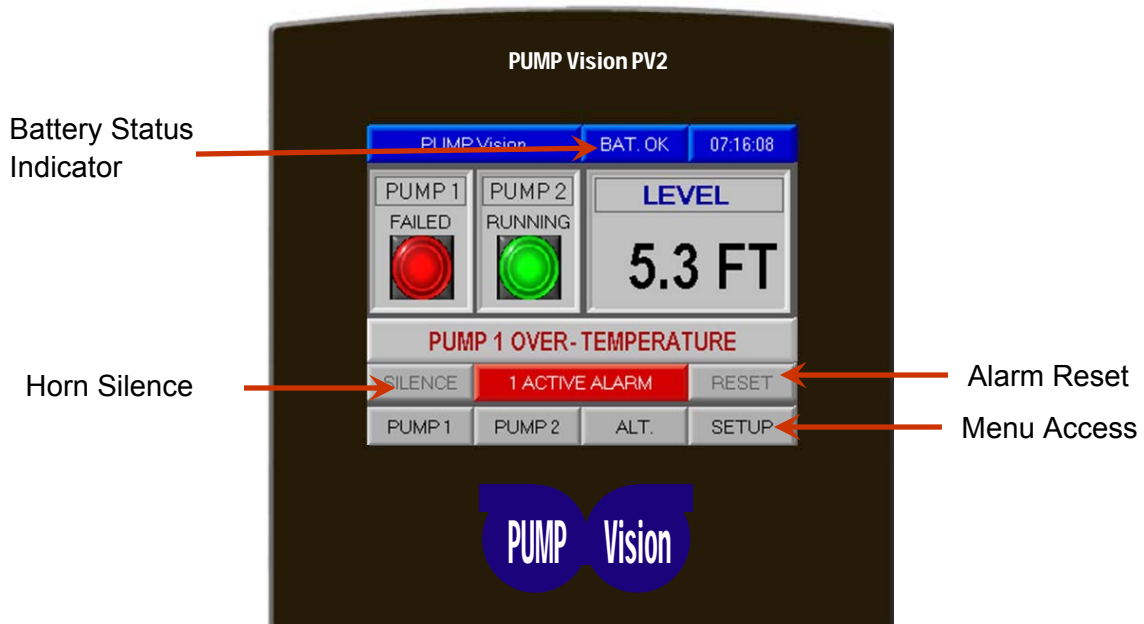 PUMP Vision PV2
Battery Status
Indicator
PUMP Vision
BAT. OK
07:16:08
PUMP 1
FAILED
PUMP 2
RUNNING
LEVEL
5.3 FT
PUMP 1 OVER- TEMPERATURE
Horn Silence
SILENCE
1 ACTIVE ALARM
RESET
Alarm Reset
PUMP 1
PUMP 2
ALT.
SETUP
Menu Access
PUMP Vision